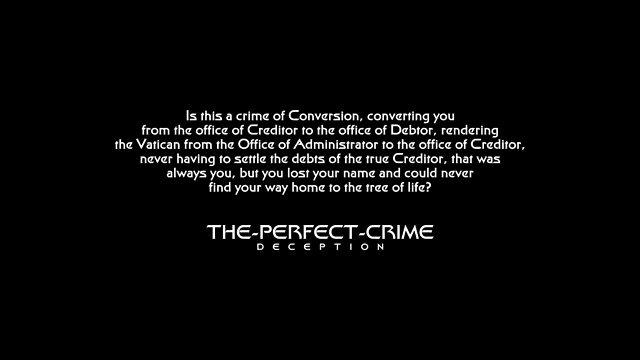 Is this a crime of Conversion, converting you
from the office of Creditor to the office of Debtor, rendering
the Vatican from the Office of Administrator to the office of Creditor,
never having to settle the debts of the true Creditor, that was
always you, but you lost your name and could never
find your way home to the tree of life?
THE-PERFECT-CRIME
DECEPTION